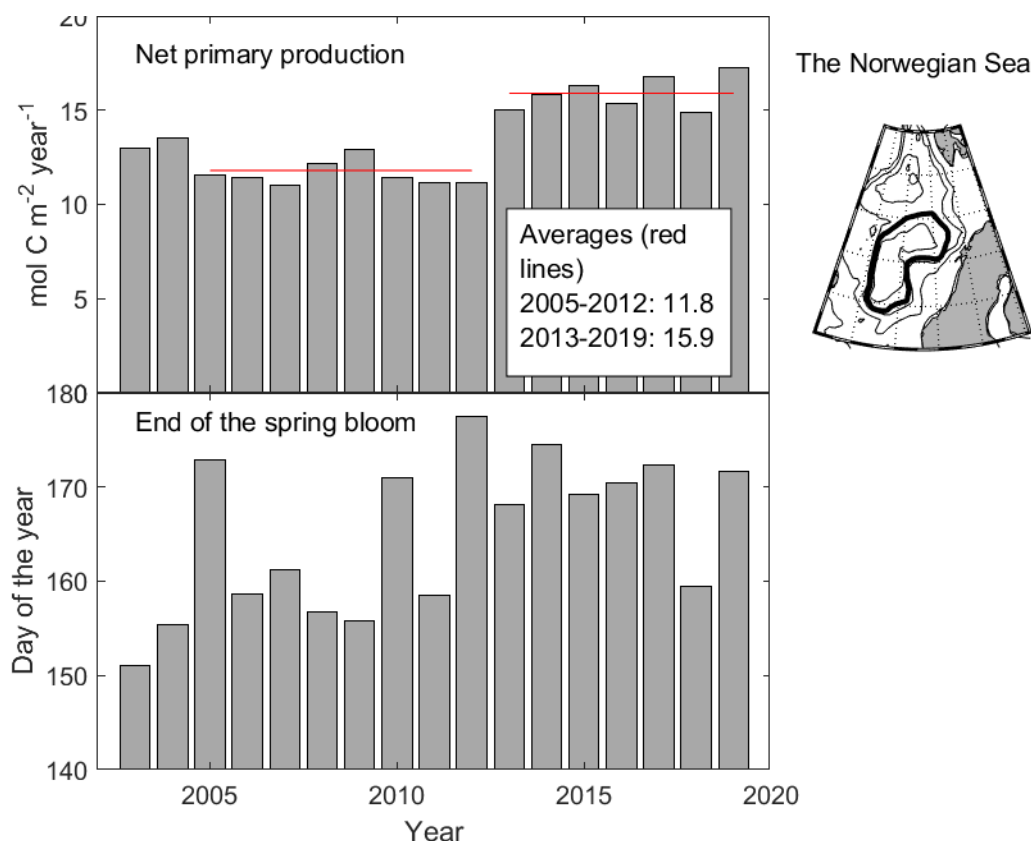 20
Net primary production
The Norwegian Sea
15
10
5
mol C m⁻² year⁻¹
Averages (red
lines)
2005-2012: 11.8
2013-2019: 15.9
180
End of the spring bloom
170
160
150
140
Day of the year
2005
2010
2015
2020
Year